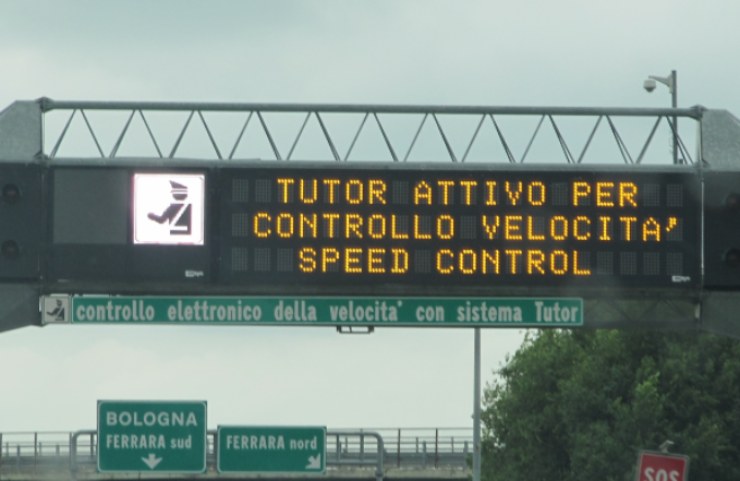 TUTOR ATTIVO PER
CONTROLLO VELOCITA'
SPEED CONTROL
controllo elettronico della velocita' con sistema Tutor
BOLOGNA
FERRARA sud
FERRARA nord
SOS